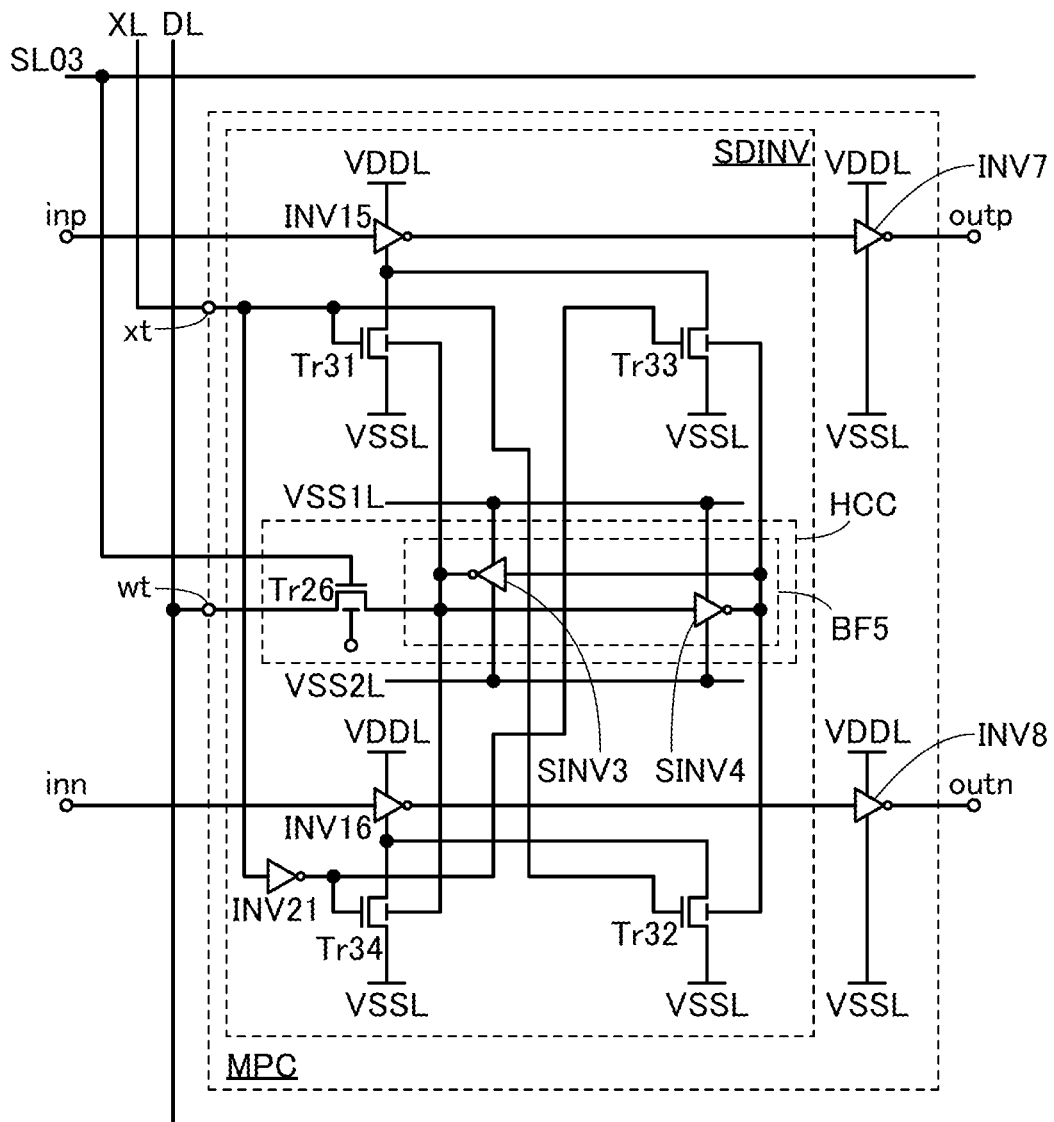 XL DL
SL03
SDINV
VDDL VDDL
INV7
INV15
inp outp
xt
Tr31 Tr33
VSSL VSSL VSSL
VSS1L HCC
wt Tr26
BF5
VSS2L
VDDL SINV3 SINV4 VDDL INV8
inn outn
INV16
INV21
Tr34 Tr32
VSSL VSSL VSSL
MPC